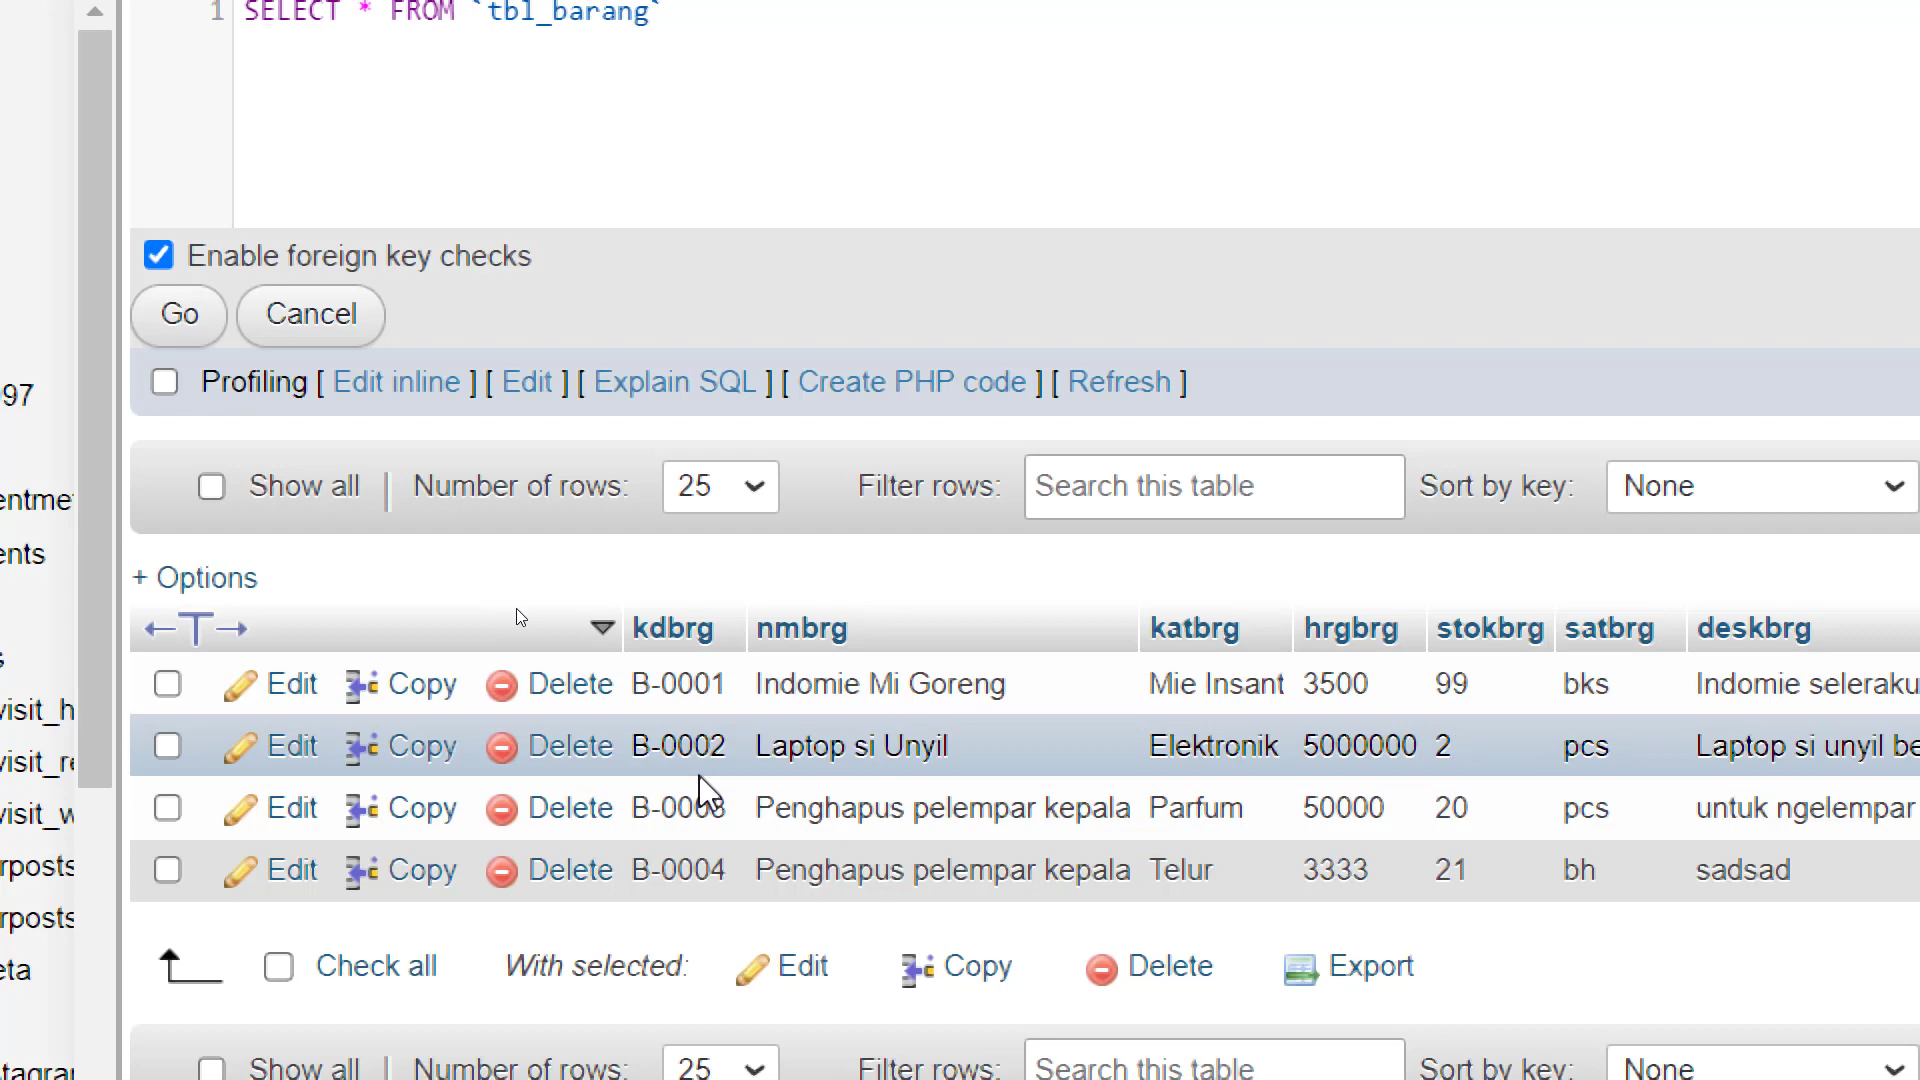 1 SELECT * FROM `tbl_barang`
Enable foreign key checks
Go Cancel
97
Profiling [ Edit inline ] [ Edit ] [ Explain SQL ] [ Create PHP code ] [ Refresh ]
Show all | Number of rows: 25 Filter rows: Search this table Sort by key: None
entme
ents
+ Options
kdbrg nmbrg katbrg hrgbrg stokbrg satbrg deskbrg
Edit Copy Delete B-0001 Indomie Mi Goreng Mie Insant 3500 99 bks Indomie seleraku
visit_h
Edit Copy Delete B-0002 Laptop si Unyil Elektronik 5000000 2 pcs Laptop si unyil be
visit_re
Edit Copy Delete B-0003 Penghapus pelempar kepala Parfum 50000 20 pcs untuk ngelempar
visit_w
Edit Copy Delete B-0004 Penghapus pelempar kepala Telur 3333 21 bh sadsad
rposts
rposts
Check all With selected: Edit Copy Delete Export
eta
Show all | Number of rows: 25 Filter rows: Search this table Sort by key: None
tagra